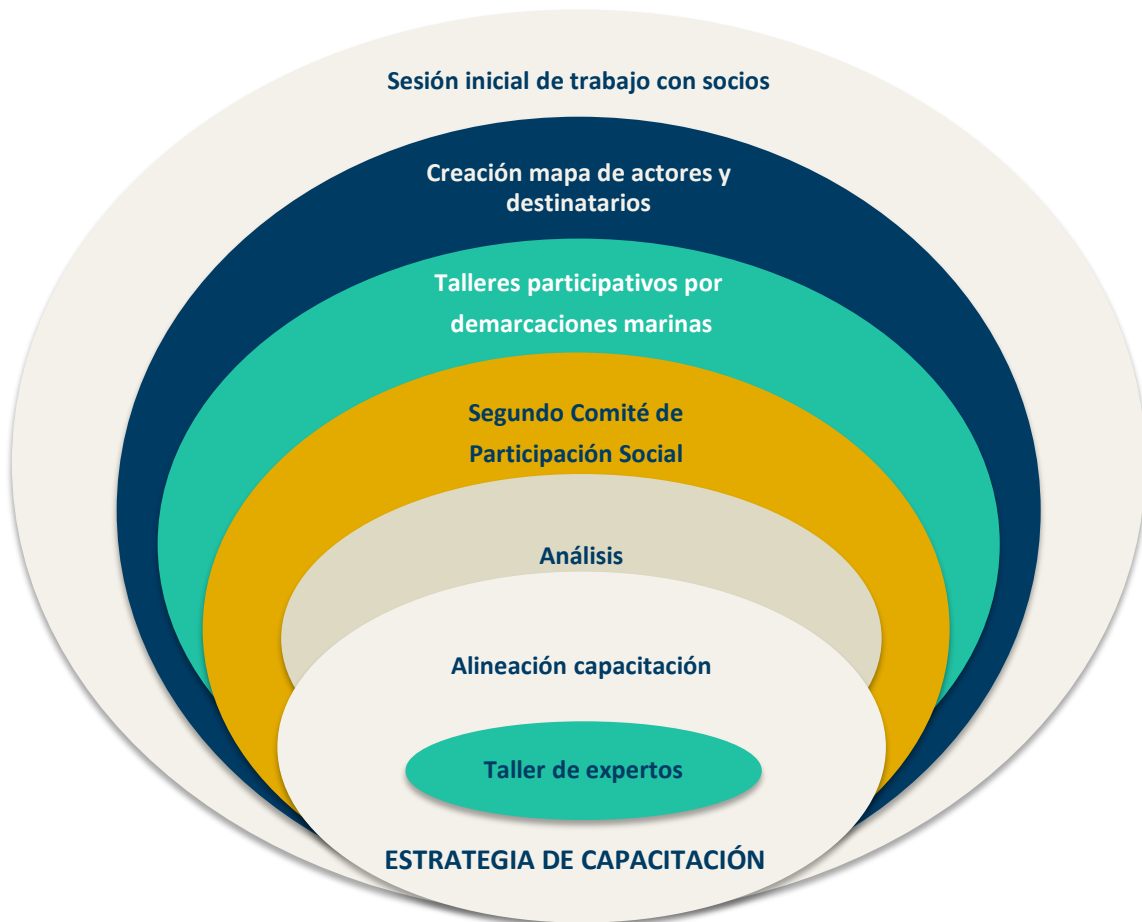 Sesión inicial de trabajo con socios
Creación mapa de actores y
destinatarios
Talleres participativos por
demarcaciones marinas
Segundo Comité de
Participación Social
Análisis
Alineación capacitación
Taller de expertos
ESTRATEGIA DE CAPACITACIÓN